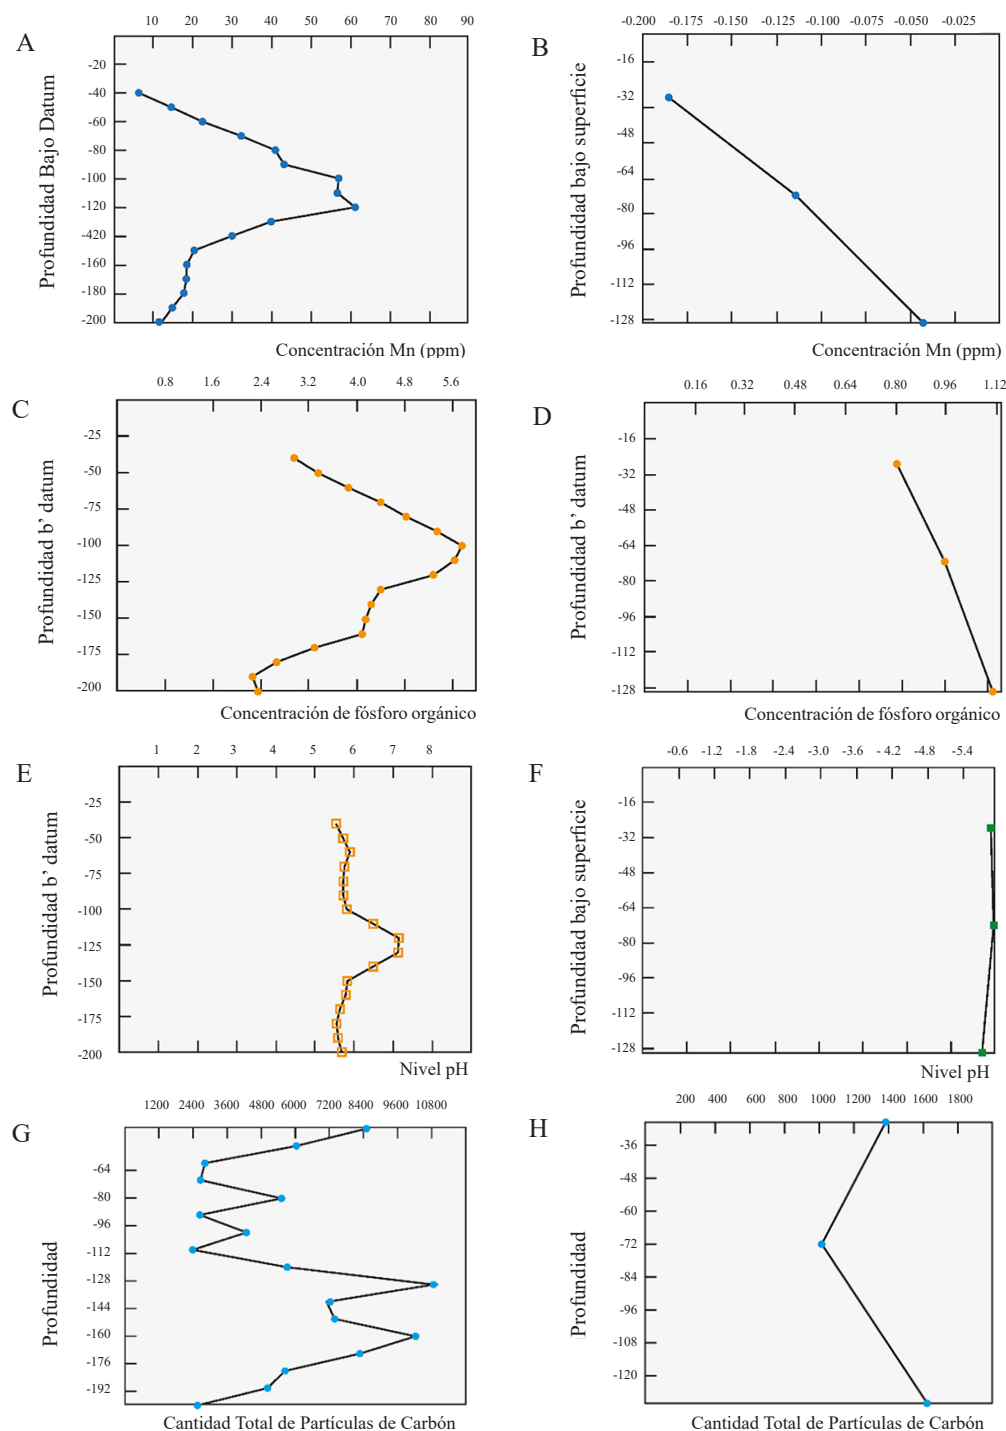 A
10 20 30 40 50 60 70 80 90
Profundidad Bajo Datum
-20
-40
-60
-80
-100
-120
-420
-160
-180
-200
Concentración Mn (ppm)
B
-0.200 -0.175 -0.150 -0.125 -0.100 -0.075 -0.050 -0.025
Profundidad bajo superficie
-16
-32
-48
-64
-80
-96
-112
-128
Concentración Mn (ppm)
C
0.8 1.6 2.4 3.2 4.0 4.8 5.6
Profundidad b’ datum
-25
-50
-75
-100
-125
-150
-175
-200
Concentración de fósforo orgánico
D
0.16 0.32 0.48 0.64 0.80 0.96 1.12
Profundidad b’ datum
-16
-32
-48
-64
-80
-96
-112
-128
Concentración de fósforo orgánico
E
1 2 3 4 5 6 7 8
Profundidad b’ datum
-25
-50
-75
-100
-125
-150
-175
-200
Nivel pH
F
-0.6 -1.2 -1.8 -2.4 -3.0 -3.6 -4.2 -4.8 -5.4
Profundidad bajo superficie
-16
-32
-48
-64
-80
-96
-112
-128
Nivel pH
G
1200 2400 3600 4800 6000 7200 8400 9600 10800
Profundidad
-64
-80
-96
-112
-128
-144
-160
-176
-192
Cantidad Total de Partículas de Carbón
H
200 400 600 800 1000 1200 1400 1600 1800
Profundidad
-36
-48
-60
-72
-84
-96
-108
-120
Cantidad Total de Partículas de Carbón